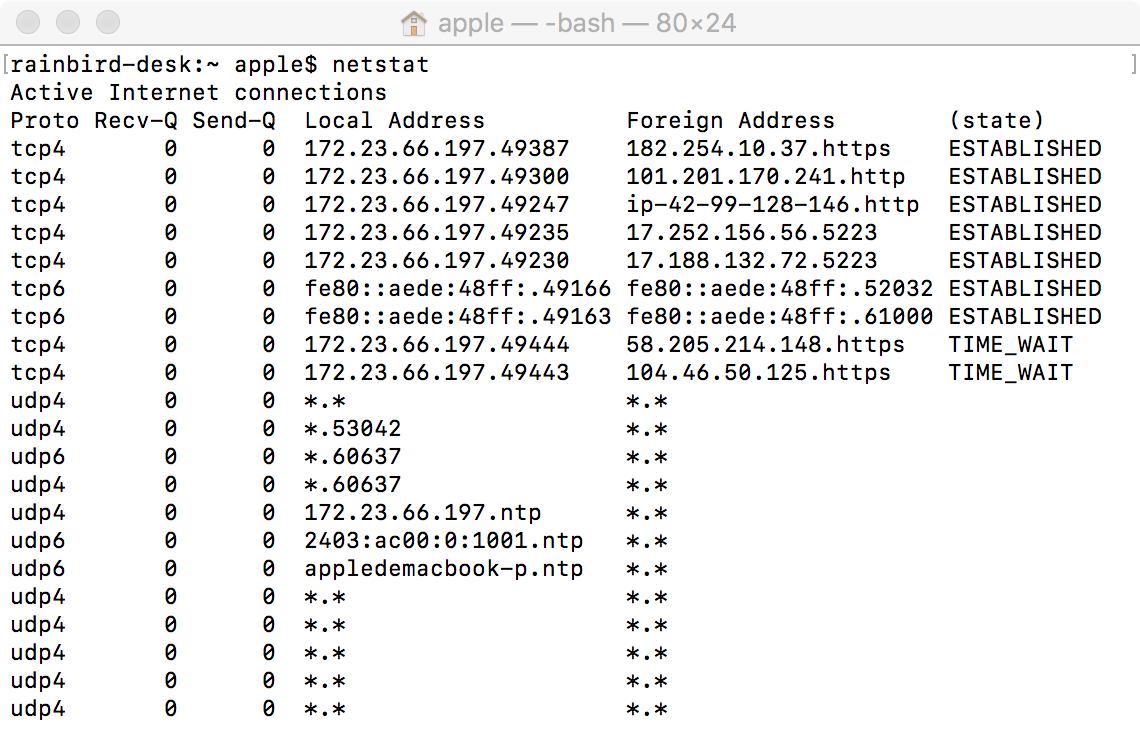 apple — -bash — 80×24
[rainbird-desk:~ apple$ netstat ]
Active Internet connections
Proto Recv-Q Send-Q  Local Address          Foreign Address        (state)
tcp4       0      0  172.23.66.197.49387    182.254.10.37.https    ESTABLISHED
tcp4       0      0  172.23.66.197.49300    101.201.170.241.http   ESTABLISHED
tcp4       0      0  172.23.66.197.49247    ip-42-99-128-146.http  ESTABLISHED
tcp4       0      0  172.23.66.197.49235    17.252.156.56.5223     ESTABLISHED
tcp4       0      0  172.23.66.197.49230    17.188.132.72.5223     ESTABLISHED
tcp6       0      0  fe80::aede:48ff:.49166 fe80::aede:48ff:.52032 ESTABLISHED
tcp6       0      0  fe80::aede:48ff:.49163 fe80::aede:48ff:.61000 ESTABLISHED
tcp4       0      0  172.23.66.197.49444    58.205.214.148.https   TIME_WAIT
tcp4       0      0  172.23.66.197.49443    104.46.50.125.https    TIME_WAIT
udp4       0      0  *.*                    *.*
udp4       0      0  *.53042                *.*
udp6       0      0  *.60637                *.*
udp4       0      0  *.60637                *.*
udp4       0      0  172.23.66.197.ntp      *.*
udp6       0      0  2403:ac00:0:1001.ntp   *.*
udp6       0      0  appledemacbook-p.ntp   *.*
udp4       0      0  *.*                    *.*
udp4       0      0  *.*                    *.*
udp4       0      0  *.*                    *.*
udp4       0      0  *.*                    *.*
udp4       0      0  *.*                    *.*